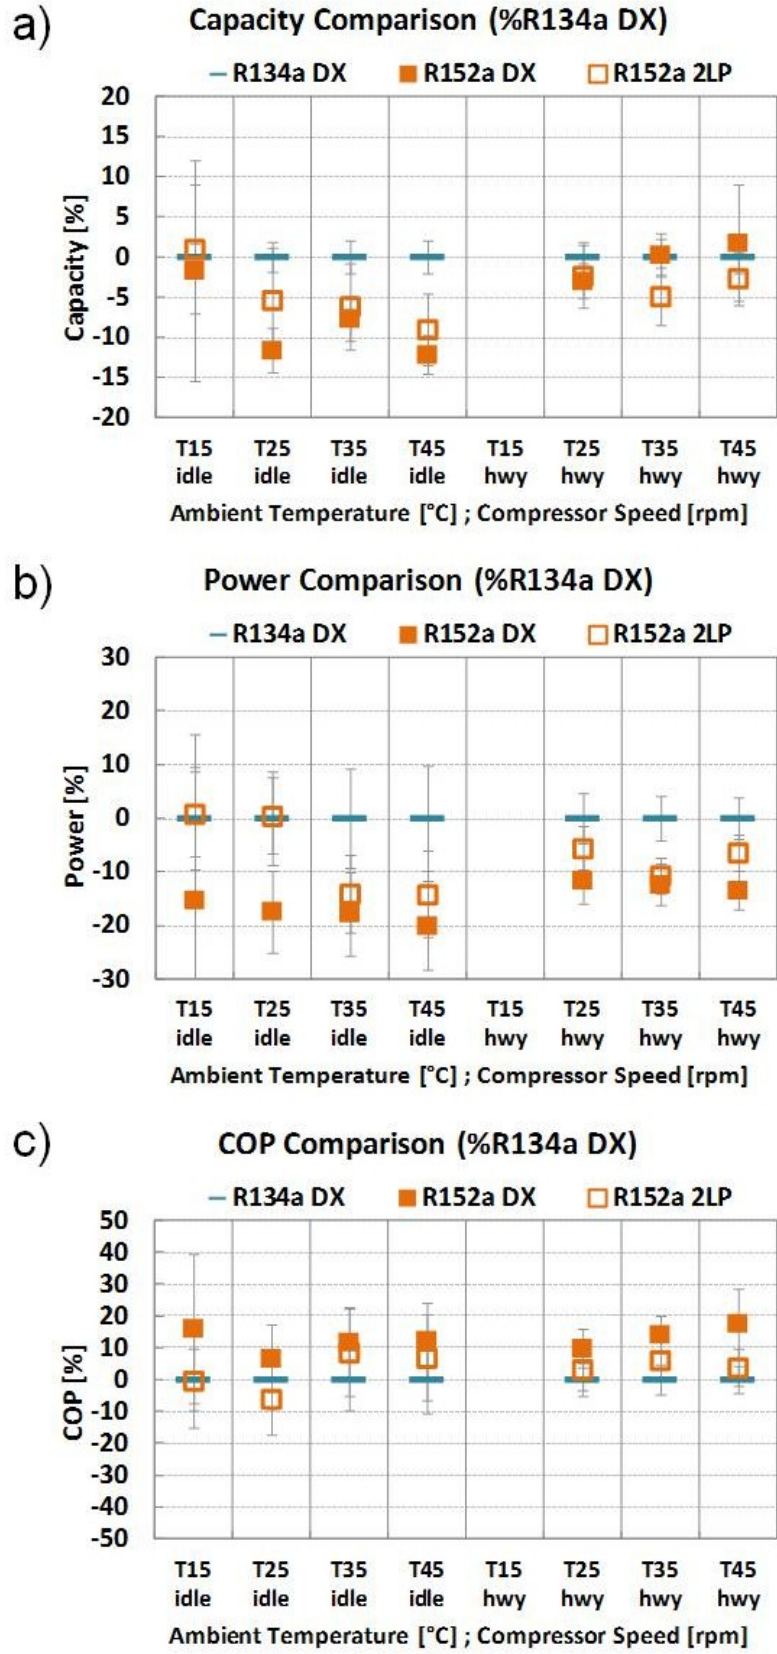 a)
Capacity Comparison (%R134a DX)
R134a DX R152a DX R152a 2LP
20
15
10
5
0
-5
-10
-15
-20
Capacity [%]
T15 T25 T35 T45 T15 T25 T35 T45
idle idle idle idle hwy hwy hwy hwy
Ambient Temperature [°C] ; Compressor Speed [rpm]
b)
Power Comparison (%R134a DX)
R134a DX R152a DX R152a 2LP
30
20
10
0
-10
-20
-30
Power [%]
T15 T25 T35 T45 T15 T25 T35 T45
idle idle idle idle hwy hwy hwy hwy
Ambient Temperature [°C] ; Compressor Speed [rpm]
c)
COP Comparison (%R134a DX)
R134a DX R152a DX R152a 2LP
50
40
30
20
10
0
-10
-20
-30
-40
-50
COP [%]
T15 T25 T35 T45 T15 T25 T35 T45
idle idle idle idle hwy hwy hwy hwy
Ambient Temperature [°C] ; Compressor Speed [rpm]